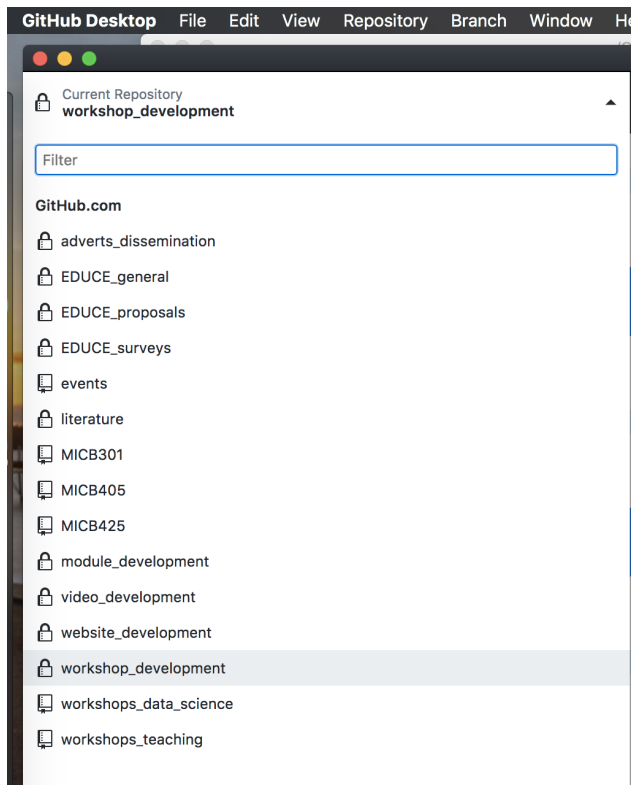 GitHub Desktop File Edit View Repository Branch Window
Current Repository
workshop_development
Filter
GitHub.com
adverts_dissemination
EDUCE_general
EDUCE_proposals
EDUCE_surveys
events
literature
MICB301
MICB405
MICB425
module_development
video_development
website_development
workshop_development
workshops_data_science
workshops_teaching